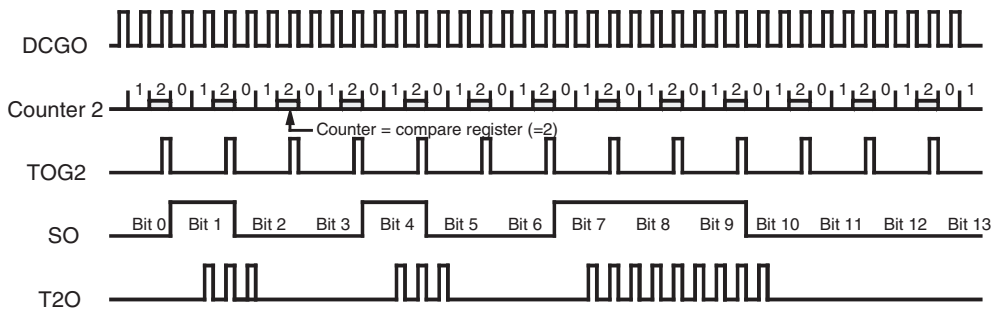 DCGO
Counter 2 1 2 0 1 2 0 1 2 0 1 2 0 1 2 0 1 2 0 1 2 0 1 2 0 1 2 0 1 2 0 1 2 0 1 2 0 1 2 0 1
Counter = compare register (=2)
TOG2
SO Bit 0 Bit 1 Bit 2 Bit 3 Bit 4 Bit 5 Bit 6 Bit 7 Bit 8 Bit 9 Bit 10 Bit 11 Bit 12 Bit 13
T2O